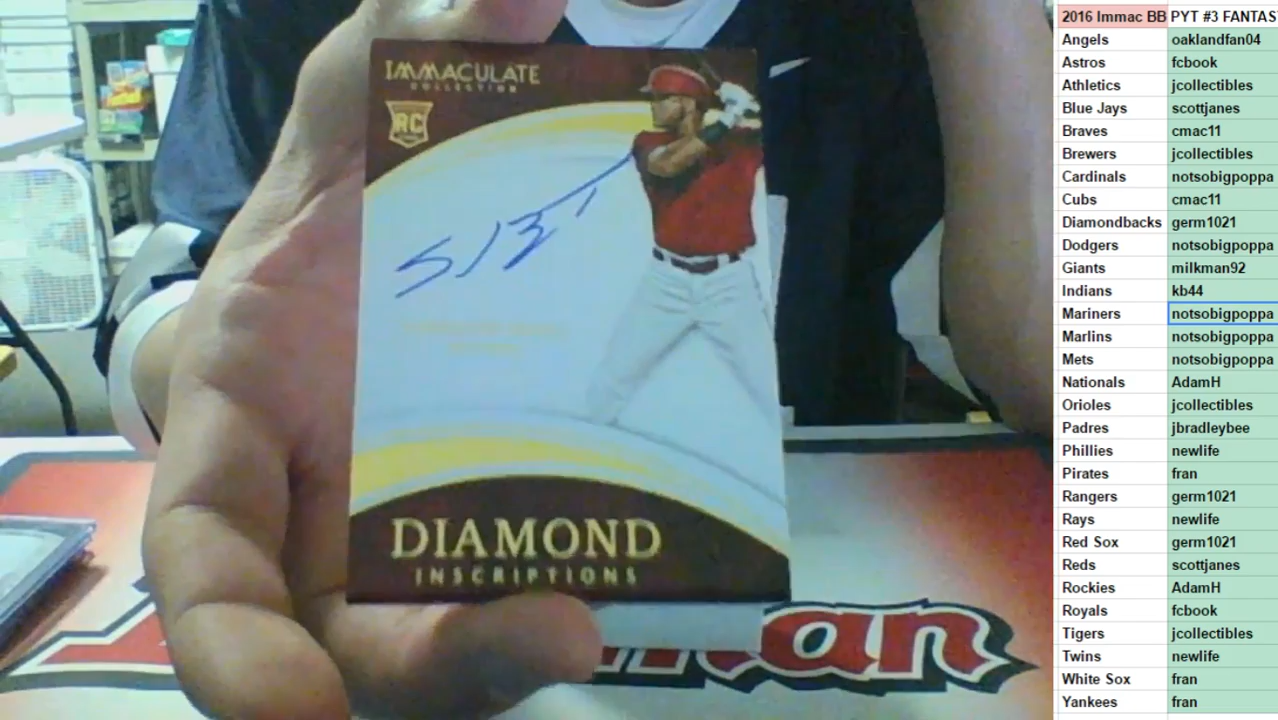 IMMACULATE
COLLECTION
RC
DIAMOND
INSCRIPTIONS
2016 Immac BB PYT #3 FANTAS
Angels oaklandfan04
Astros fcbook
Athletics jcollectibles
Blue Jays scottjanes
Braves cmac11
Brewers jcollectibles
Cardinals notsobigpoppa
Cubs cmac11
Diamondbacks germ1021
Dodgers notsobigpoppa
Giants milkman92
Indians kb44
Mariners notsobigpoppa
Marlins notsobigpoppa
Mets notsobigpoppa
Nationals AdamH
Orioles jcollectibles
Padres jbradleybee
Phillies newlife
Pirates fran
Rangers germ1021
Rays newlife
Red Sox germ1021
Reds scottjanes
Rockies AdamH
Royals fcbook
Tigers jcollectibles
Twins newlife
White Sox fran
Yankees fran